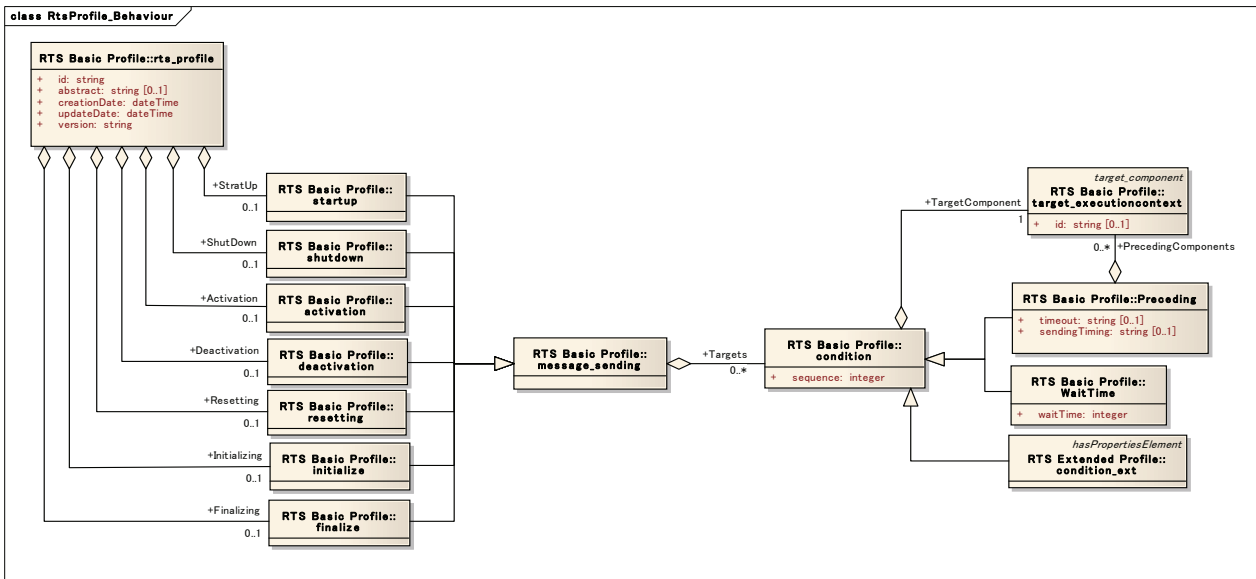 class RtsProfile_Behaviour
RTS Basic Profile::rts_profile
+ id: string
+ abstract: string [0..1]
+ creationDate: dateTime
+ updateDate: dateTime
+ version: string
+StratUp
0..1
RTS Basic Profile::
startup
+ShutDown
0..1
RTS Basic Profile::
shutdown
+Activation
0..1
RTS Basic Profile::
activation
+Deactivation
0..1
RTS Basic Profile::
deactivation
+Resetting
0..1
RTS Basic Profile::
resetting
+Initializing
0..1
RTS Basic Profile::
initialize
+Finalizing
0..1
RTS Basic Profile::
finalize
RTS Basic Profile::
message_sending
+Targets
0..*
RTS Basic Profile::
condition
+ sequence: integer
+TargetComponent
1
target_component
RTS Basic Profile::
target_executioncontext
+ id: string [0..1]
0..* +PrecedingComponents
RTS Basic Profile::Preceding
+ timeout: string [0..1]
+ sendingTiming: string [0..1]
RTS Basic Profile::
WaitTime
+ waitTime: integer
hasPropertiesElement
RTS Extended Profile::
condition_ext